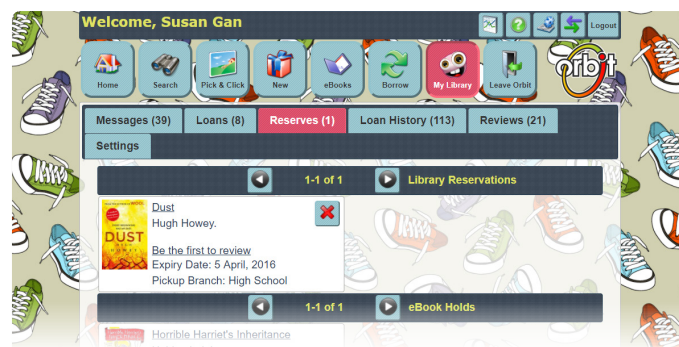 Welcome, Susan Gan
Logout
Home
Search
Pick & Click
New
eBooks
Borrow
My Library
Leave Orbit
Orbit
Messages (39)
Loans (8)
Reserves (1)
Loan History (113)
Reviews (21)
Settings
1-1 of 1
Library Reservations
Dust
Hugh Howey.
Be the first to review
Expiry Date: 5 April, 2016
Pickup Branch: High School
WOOL
DUST
HUGH HOWEY
1-1 of 1
eBook Holds
Horrible Harriet's Inheritance